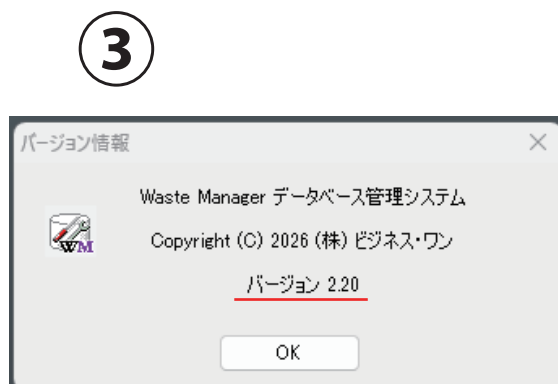 ③
バージョン情報
Waste Manager データベース管理システム
WM
Copyright (C) 2026 (株) ビジネス・ワン
バージョン 2.20
OK